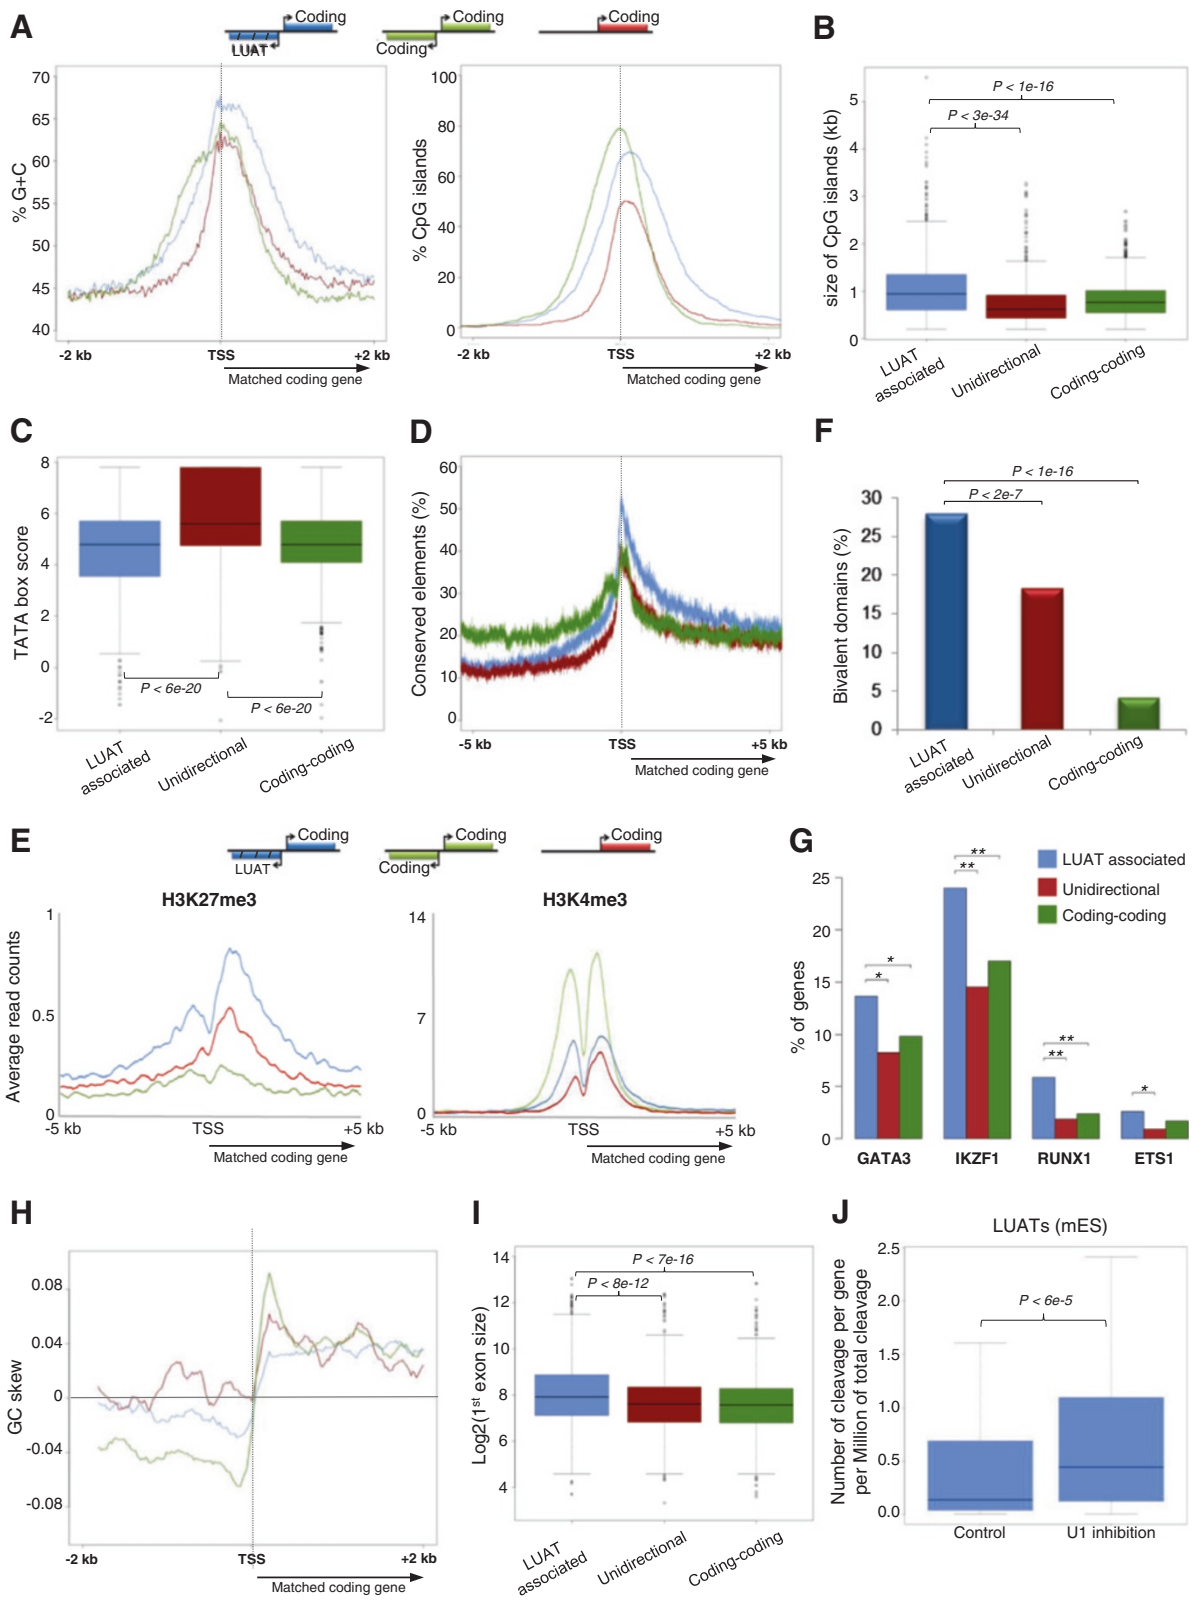 A
Coding
LUAT
Coding
Coding
Coding
% G+C
70
65
60
55
50
45
40
-2 kb
TSS
+2 kb
Matched coding gene
% CpG islands
100
80
60
40
20
0
-2 kb
TSS
+2 kb
Matched coding gene
B
size of CpG islands (kb)
5
4
3
2
1
0
P < 1e-16
P < 3e-34
LUAT
associated
Unidirectional
Coding-coding
C
TATA box score
8
6
4
2
0
-2
P < 6e-20
P < 6e-20
LUAT
associated
Unidirectional
Coding-coding
D
Conserved elements (%)
60
50
40
30
20
10
0
-5 kb
TSS
+5 kb
Matched coding gene
F
Bivalent domains (%)
30
25
20
15
10
5
0
P < 1e-16
P < 2e-7
LUAT
associated
Unidirectional
Coding-coding
E
Coding
LUAT
Coding
Coding
Coding
H3K27me3
Average read counts
1
0.5
0
-5 kb
TSS
+5 kb
Matched coding gene
H3K4me3
14
7
0
-5 kb
TSS
+5 kb
Matched coding gene
G
LUAT associated
Unidirectional
Coding-coding
% of genes
25
20
15
10
5
0
*
*
**
**
**
**
*
GATA3
IKZF1
RUNX1
ETS1
H
GC skew
0.08
0.04
0
-0.04
-0.08
-2 kb
TSS
+2 kb
Matched coding gene
I
Log2(1st exon size)
14
12
10
8
6
4
P < 7e-16
P < 8e-12
LUAT
associated
Unidirectional
Coding-coding
J
LUATs (mES)
Number of cleavage per gene
per Million of total cleavage
2.5
2.0
1.5
1.0
0.5
0.0
P < 6e-5
Control
U1 inhibition